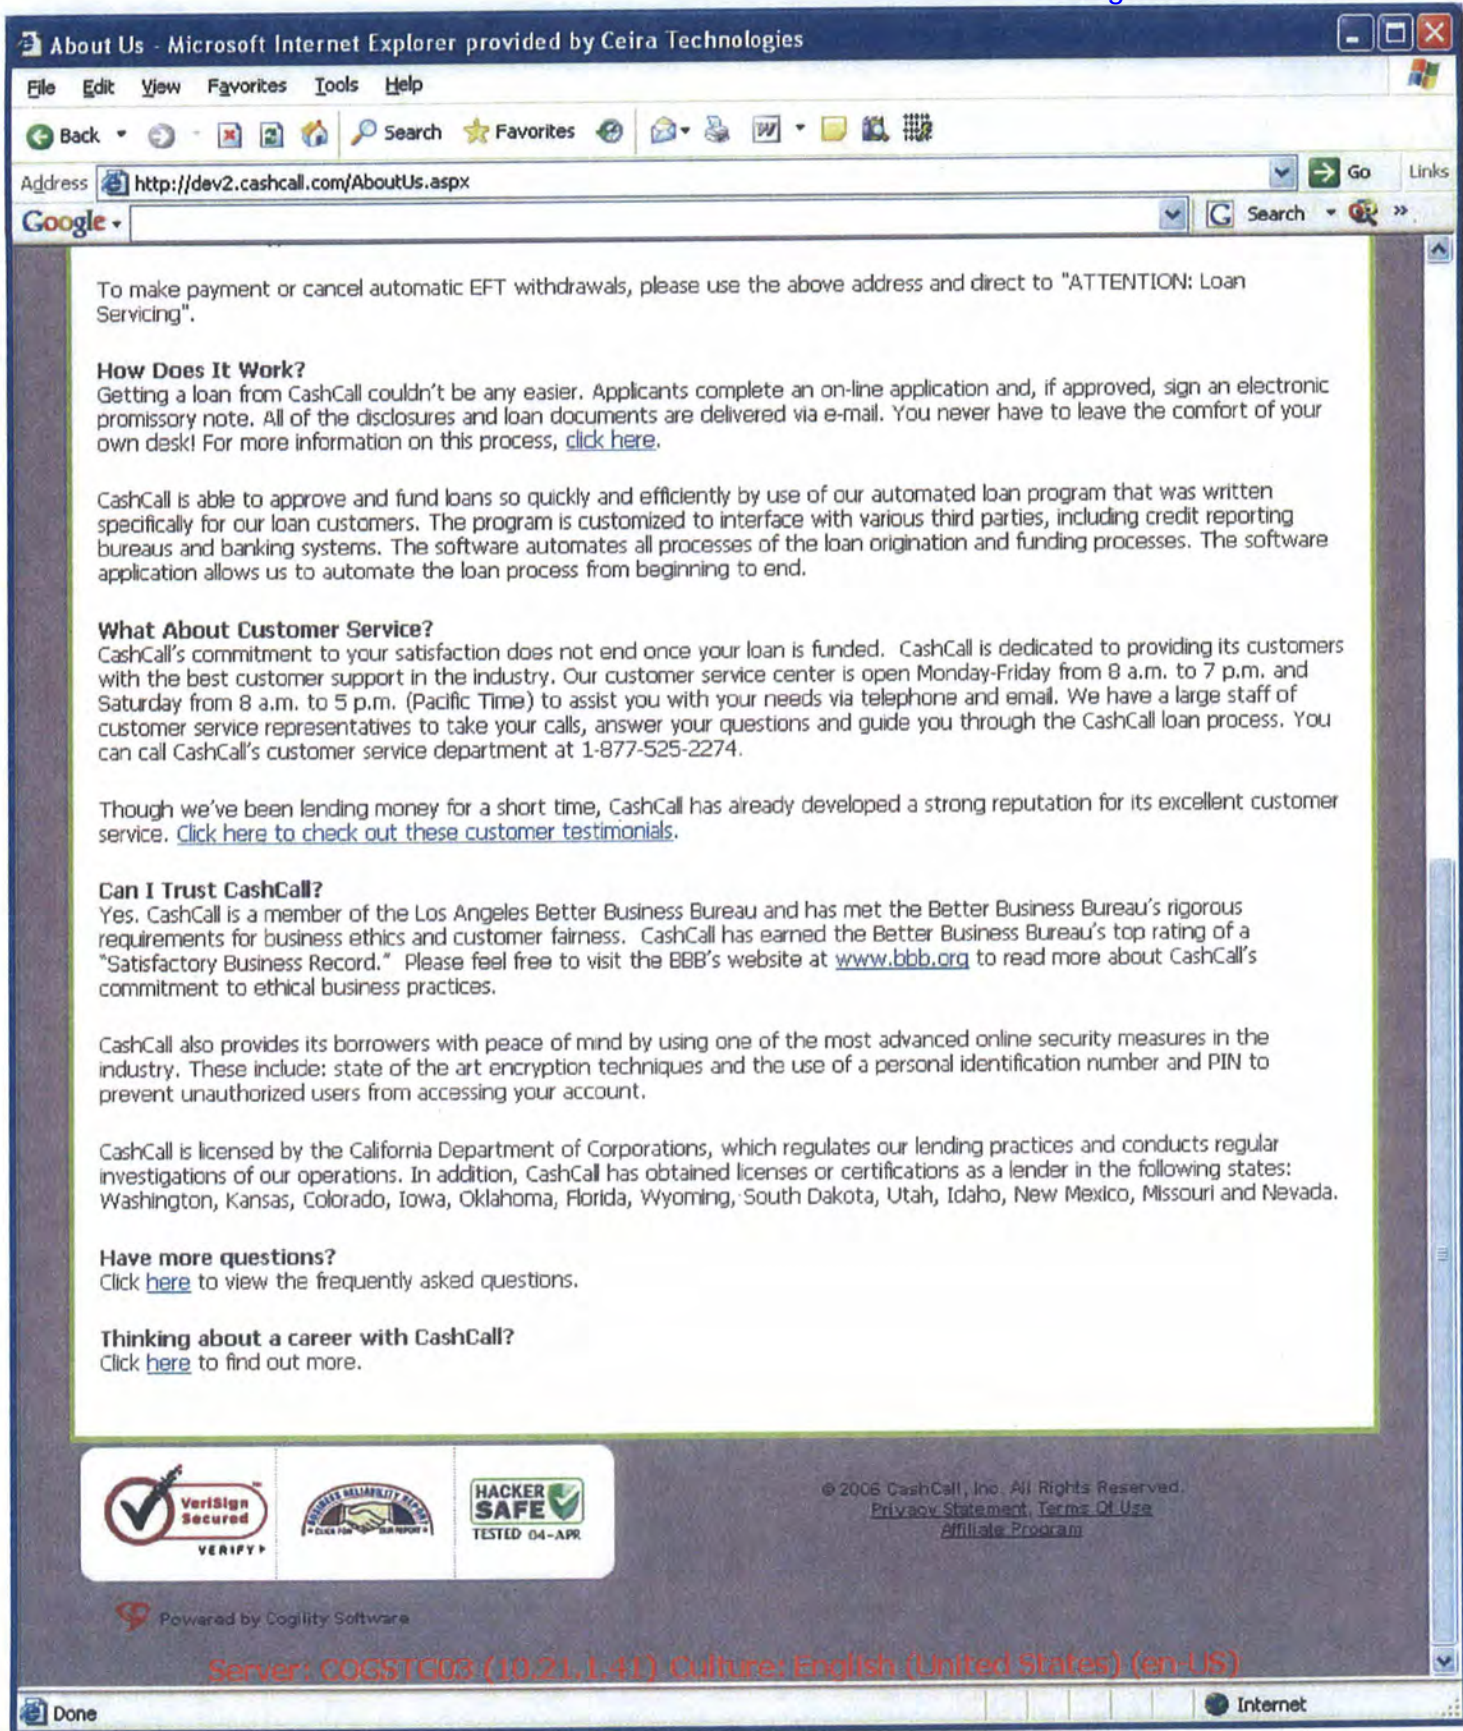 About Us - Microsoft Internet Explorer provided by Ceira Technologies
File Edit View Favorites Tools Help
Back Search Favorites
Address http://dev2.cashcall.com/AboutUs.aspx Go Links
Google Search »
To make payment or cancel automatic EFT withdrawals, please use the above address and direct to "ATTENTION: Loan
Servicing".
How Does It Work?
Getting a loan from CashCall couldn't be any easier. Applicants complete an on-line application and, if approved, sign an electronic
promissory note. All of the disclosures and loan documents are delivered via e-mail. You never have to leave the comfort of your
own desk! For more information on this process, click here.
CashCall is able to approve and fund loans so quickly and efficiently by use of our automated loan program that was written
specifically for our loan customers. The program is customized to interface with various third parties, including credit reporting
bureaus and banking systems. The software automates all processes of the loan origination and funding processes. The software
application allows us to automate the loan process from beginning to end.
What About Customer Service?
CashCall's commitment to your satisfaction does not end once your loan is funded. CashCall is dedicated to providing its customers
with the best customer support in the industry. Our customer service center is open Monday-Friday from 8 a.m. to 7 p.m. and
Saturday from 8 a.m. to 5 p.m. (Pacific Time) to assist you with your needs via telephone and email. We have a large staff of
customer service representatives to take your calls, answer your questions and guide you through the CashCall loan process. You
can call CashCall's customer service department at 1-877-525-2274.
Though we've been lending money for a short time, CashCall has already developed a strong reputation for its excellent customer
service. Click here to check out these customer testimonials.
Can I Trust CashCall?
Yes. CashCall is a member of the Los Angeles Better Business Bureau and has met the Better Business Bureau's rigorous
requirements for business ethics and customer fairness. CashCall has earned the Better Business Bureau's top rating of a
"Satisfactory Business Record." Please feel free to visit the BBB's website at www.bbb.org to read more about CashCall's
commitment to ethical business practices.
CashCall also provides its borrowers with peace of mind by using one of the most advanced online security measures in the
industry. These include: state of the art encryption techniques and the use of a personal identification number and PIN to
prevent unauthorized users from accessing your account.
CashCall is licensed by the California Department of Corporations, which regulates our lending practices and conducts regular
investigations of our operations. In addition, CashCall has obtained licenses or certifications as a lender in the following states:
Washington, Kansas, Colorado, Iowa, Oklahoma, Florida, Wyoming, South Dakota, Utah, Idaho, New Mexico, Missouri and Nevada.
Have more questions?
Click here to view the frequently asked questions.
Thinking about a career with CashCall?
Click here to find out more.
VeriSign
Secured
VERIFY
BUSINESS RELIABILITY REPORT
CLICK FOR OUR REPORT
HACKER
SAFE
TESTED 04-APR
© 2006 CashCall, Inc. All Rights Reserved.
Privacy Statement, Terms Of Use
Affiliate Program
Powered by Cogility Software
Server: COGSTG03 (10.21.1.41) Culture: English (United States) (en-US)
Done Internet